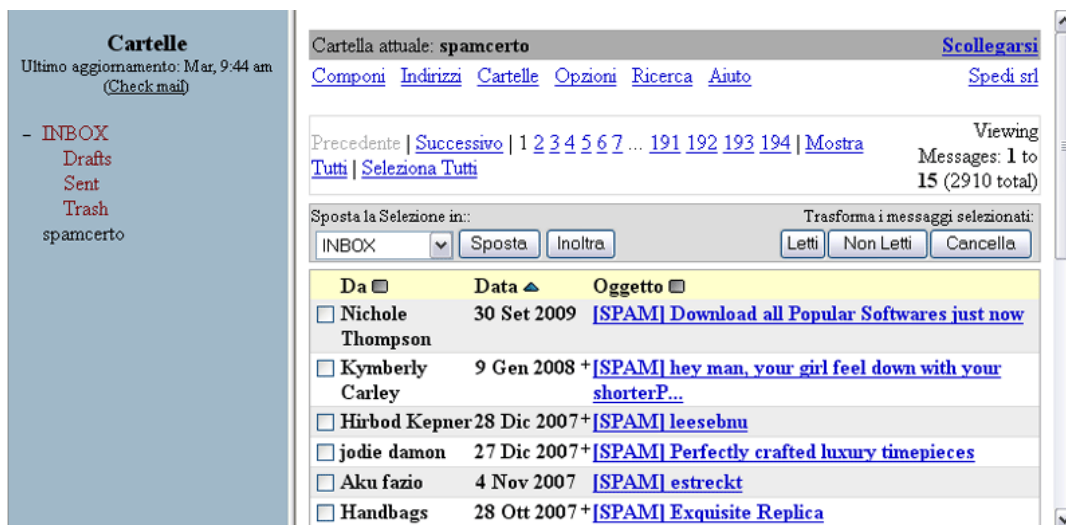 Cartelle
Ultimo aggiornamento: Mar, 9:44 am
(Check mail)
– INBOX
Drafts
Sent
Trash
spamcerto
Cartella attuale: spamcerto Scollegarsi
Componi Indirizzi Cartelle Opzioni Ricerca Aiuto Spedi srl
Precedente | Successivo | 1 2 3 4 5 6 7 ... 191 192 193 194 | Mostra
Tutti | Seleziona Tutti
Viewing
Messages: 1 to
15 (2910 total)
Sposta la Selezione in:: Trasforma i messaggi selezionati:
INBOX Sposta Inoltra Letti Non Letti Cancella
Da Data Oggetto
Nichole Thompson 30 Set 2009 [SPAM] Download all Popular Softwares just now
Kymberly Carley 9 Gen 2008 + [SPAM] hey man, your girl feel down with your
shorterP...
Hirbod Kepner 28 Dic 2007 + [SPAM] leesebnu
jodie damon 27 Dic 2007 + [SPAM] Perfectly crafted luxury timepieces
Aku fazio 4 Nov 2007 [SPAM] estreckt
Handbags 28 Ott 2007 + [SPAM] Exquisite Replica